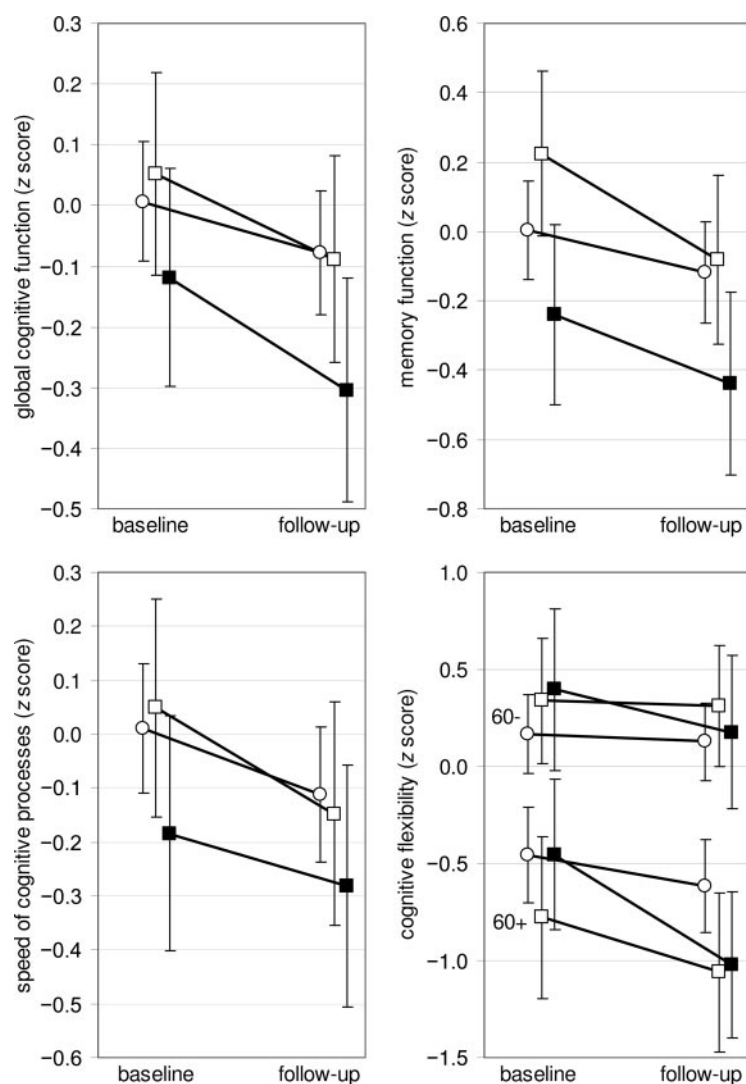 global cognitive function (z score)
0.3
0.2
0.1
0.0
−0.1
−0.2
−0.3
−0.4
−0.5
baseline
follow-up
memory function (z score)
0.6
0.4
0.2
0.0
−0.2
−0.4
−0.6
−0.8
baseline
follow-up
speed of cognitive processes (z score)
0.3
0.2
0.1
0.0
−0.1
−0.2
−0.3
−0.4
−0.5
−0.6
baseline
follow-up
cognitive flexibility (z score)
1.0
0.5
0.0
−0.5
−1.0
−1.5
60-
60+
baseline
follow-up